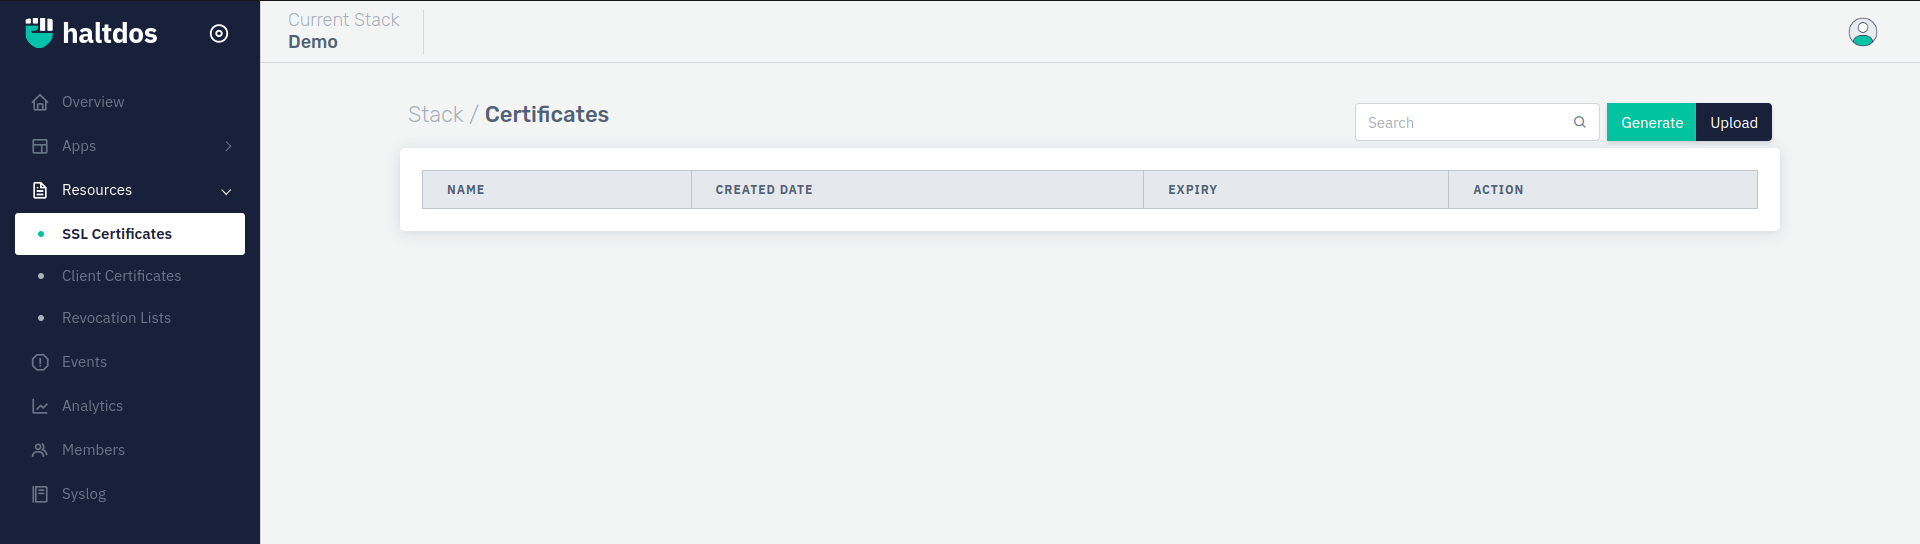 haltdos
Current Stack
Demo
Overview
Apps
Resources
SSL Certificates
Client Certificates
Revocation Lists
Events
Analytics
Members
Syslog
Stack / Certificates
Search
Generate
Upload
NAME
CREATED DATE
EXPIRY
ACTION